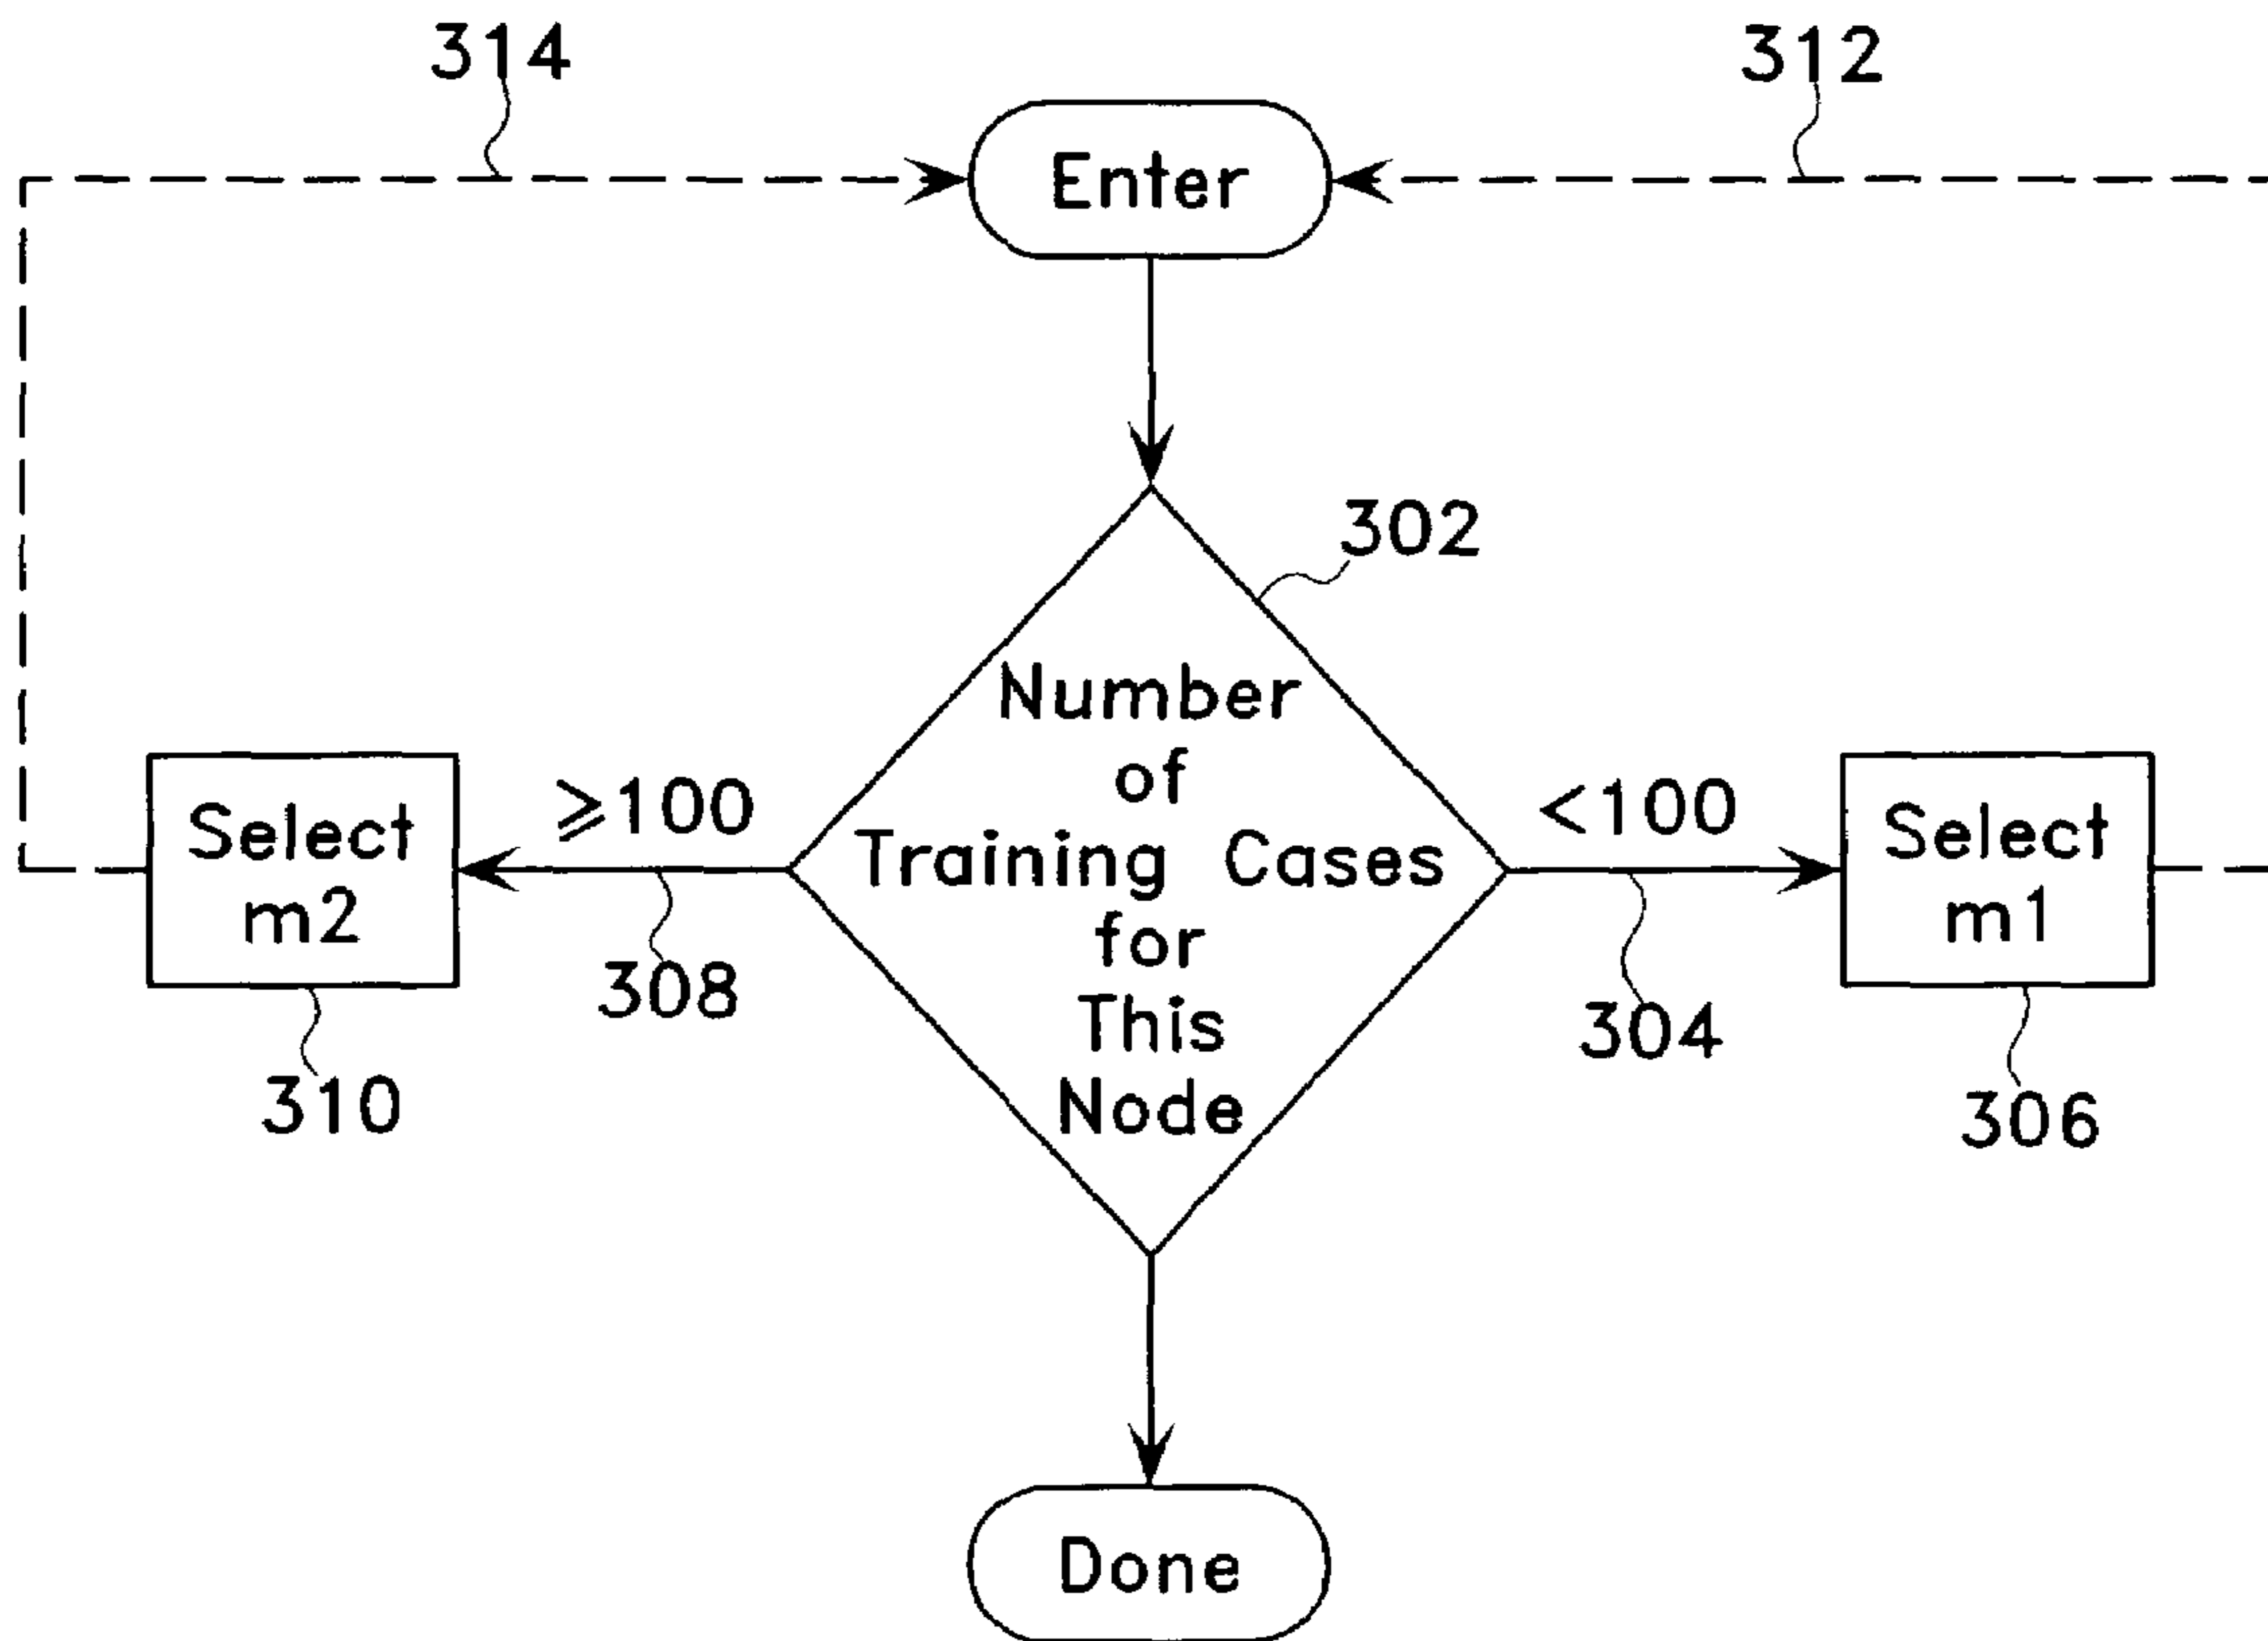 314
312
Enter
302
Number
of
Training Cases
for
This
Node
≥100
<100
Select
m2
Select
m1
308
304
310
306
Done